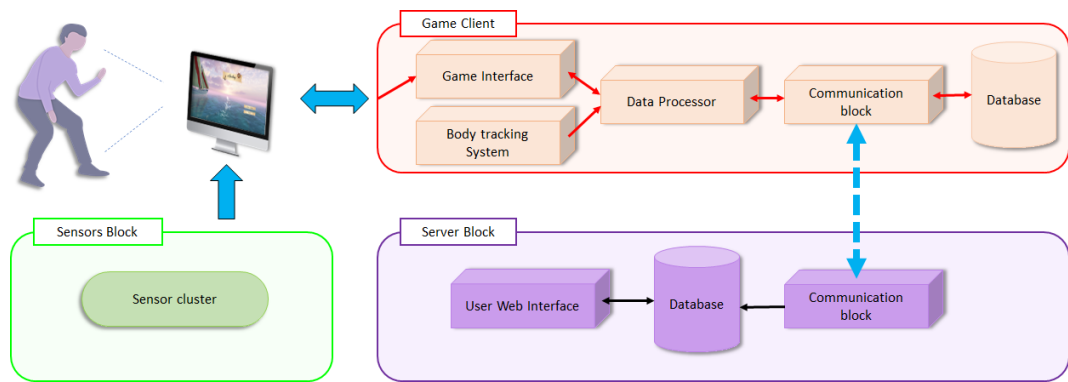 Game Client
Game Interface
Body tracking
System
Data Processor
Communication
block
Database
Sensors Block
Sensor cluster
Server Block
User Web Interface
Database
Communication
block